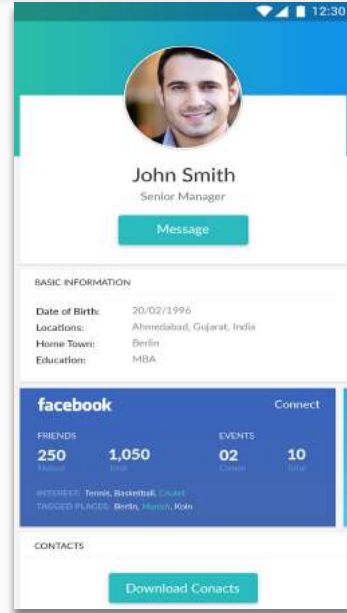 12:30
John Smith
Senior Manager
Message
BASIC INFORMATION
Date of Birth: 20/02/1996
Locations: Ahmedabad, Gujarat, India
Home Town: Berlin
Education: MBA
facebook Connect
FRIENDS EVENTS
250 1,050 02 10
Mutual Total Common Total
INTEREST: Tennis, Basketball, Cricket
TAGGED PLACES: Berlin, Munich, Koln
CONTACTS
Download Conacts